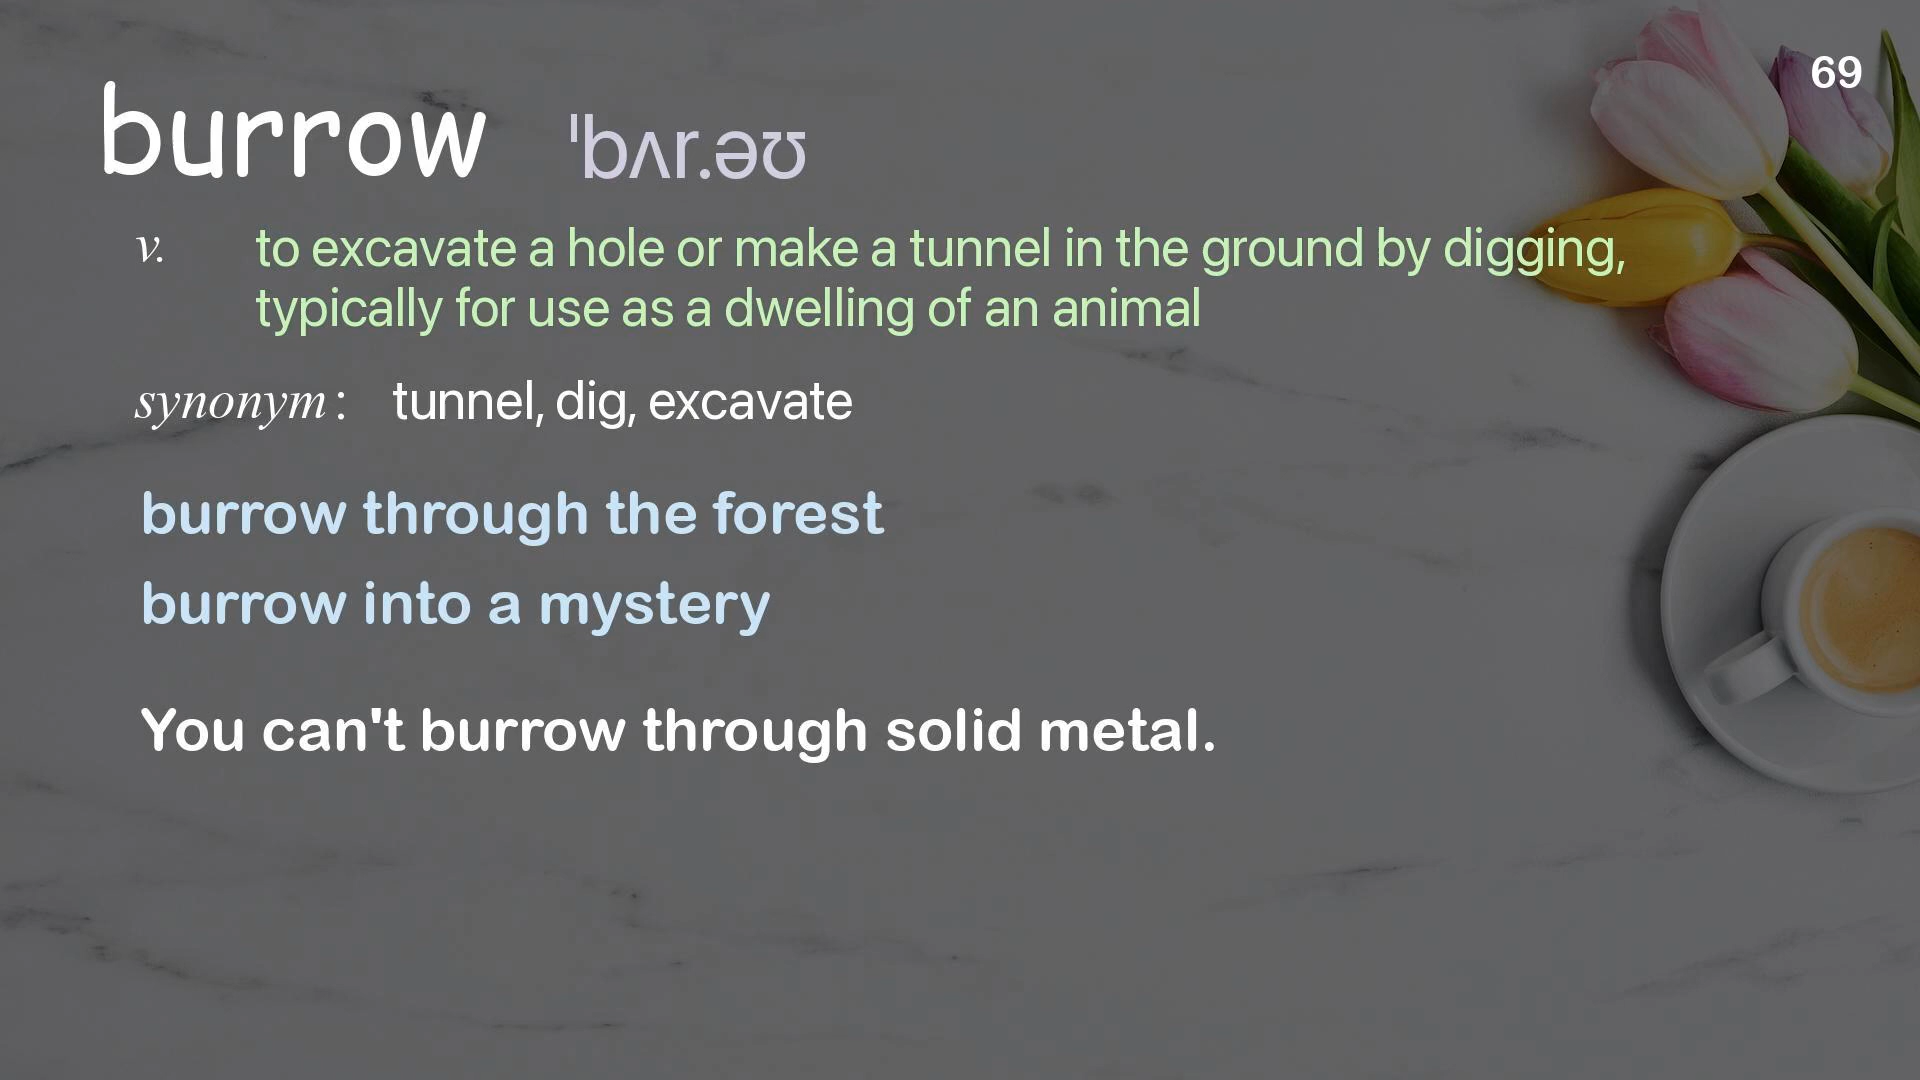 69
burrow ˈbʌr.əʊ
v. to excavate a hole or make a tunnel in the ground by digging,
typically for use as a dwelling of an animal
synonym: tunnel, dig, excavate
burrow through the forest
burrow into a mystery
You can't burrow through solid metal.